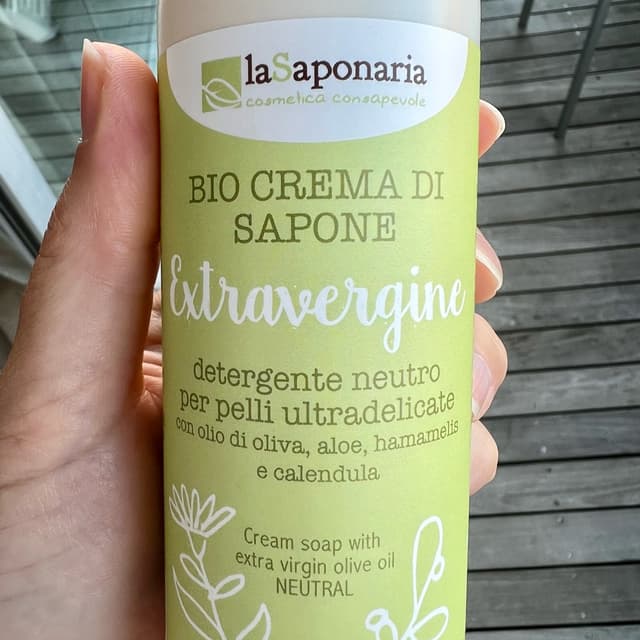 laSaponaria
cosmetica consapevole
BIO CREMA DI
SAPONE
Extravergine
detergente neutro
per pelli ultradelicate
con olio di oliva, aloe, hamamelis
e calendula
Cream soap with
extra virgin olive oil
NEUTRAL